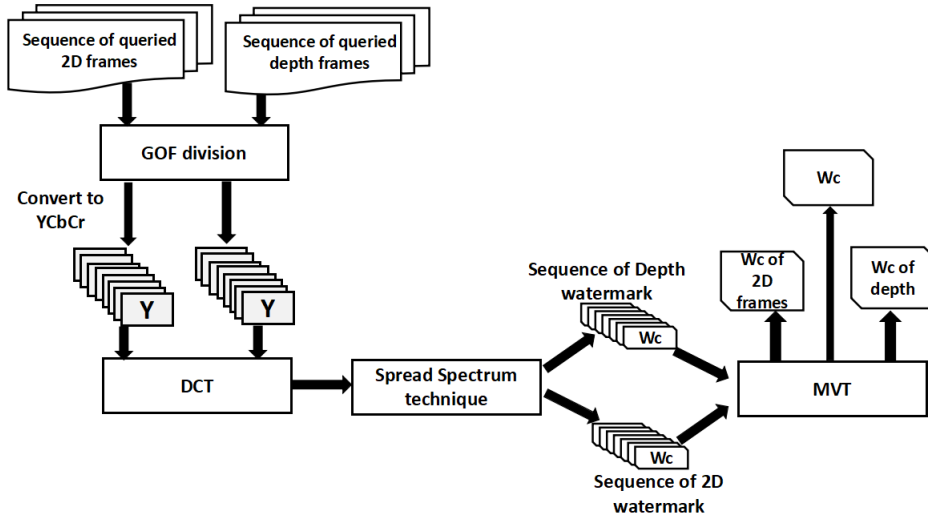 Sequence of queried
2D frames
Sequence of queried
depth frames
GOF division
Convert to
YCbCr
Y
Y
DCT
Spread Spectrum
technique
Sequence of Depth
watermark
Wc
Wc
Sequence of 2D
watermark
Wc
Wc of
2D
frames
Wc of
depth
MVT